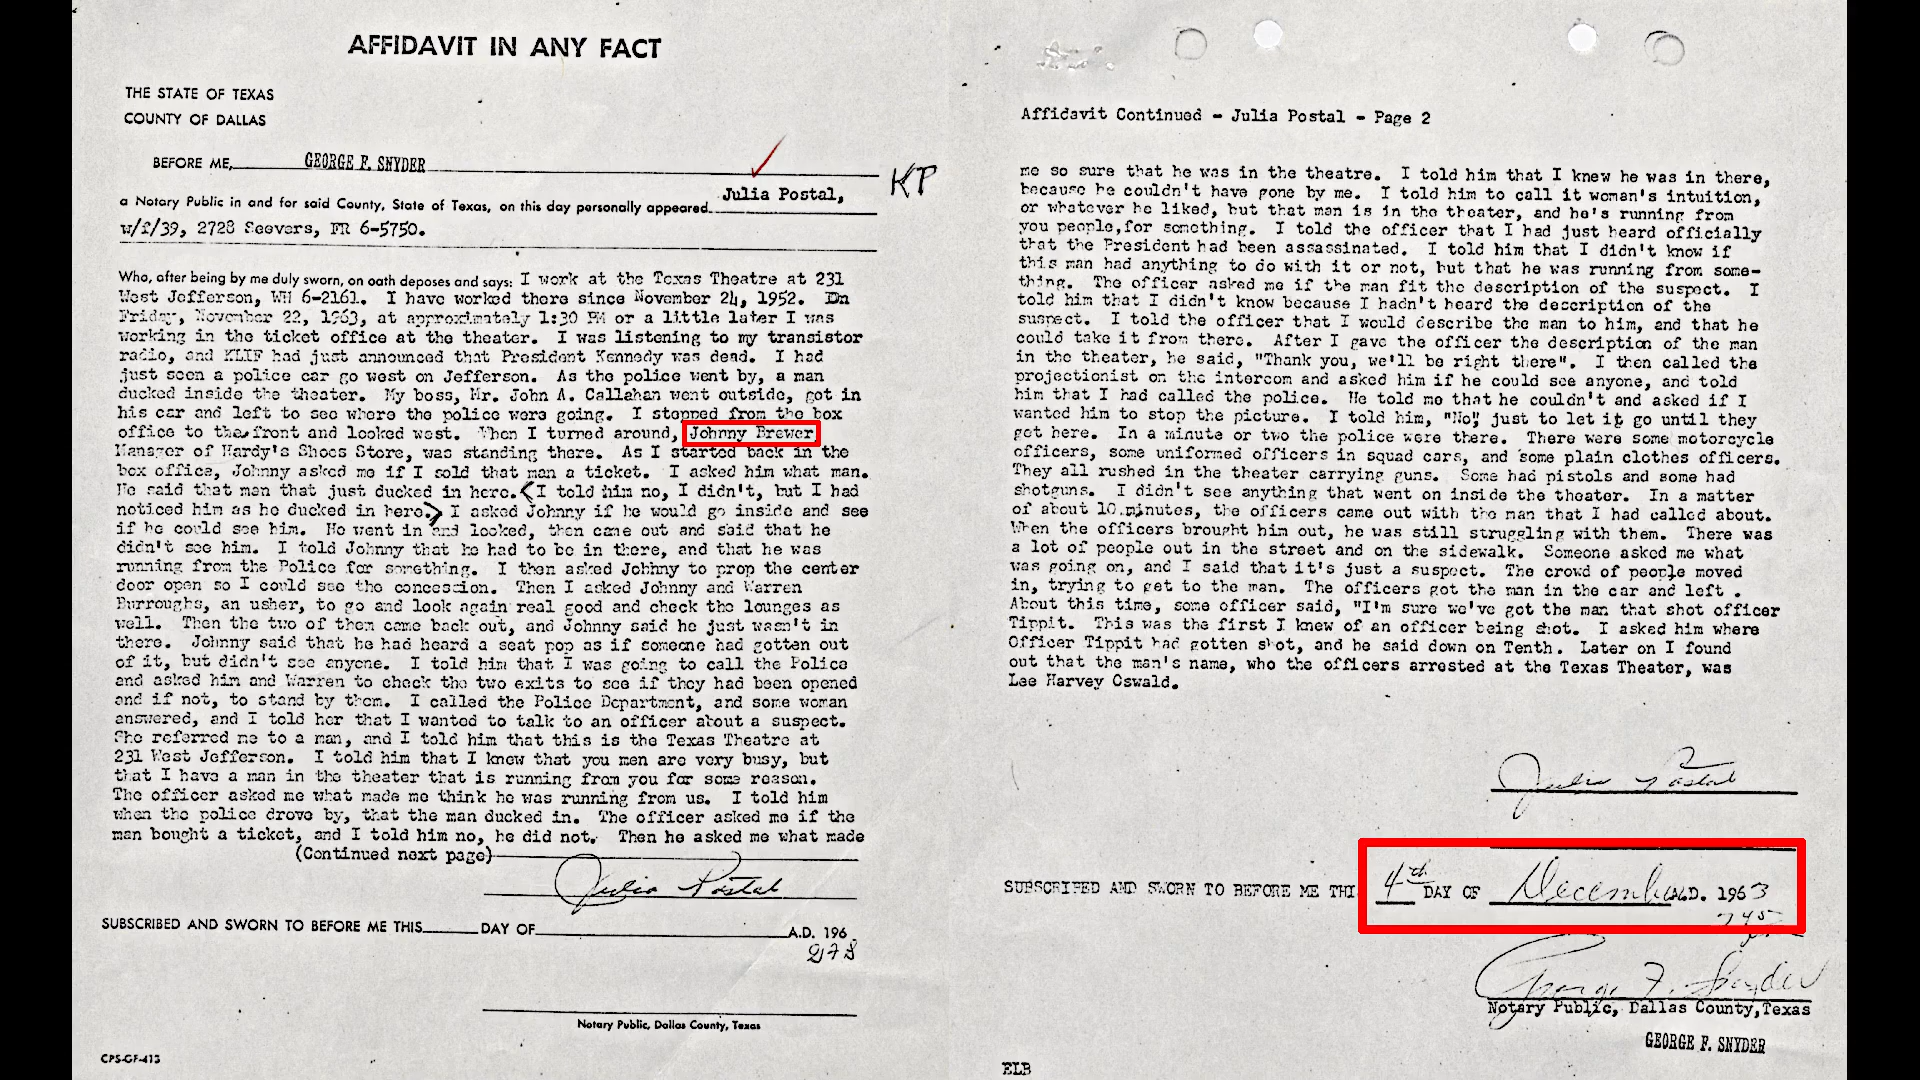 AFFIDAVIT IN ANY FACT
THE STATE OF TEXAS
COUNTY OF DALLAS
BEFORE ME, GEORGE F. SNYDER
KP
a Notary Public in and for said County, State of Texas, on this day personally appeared Julia Postal,
w/f/39, 2728 Seevers, FR 6-5750.
Who, after being by me duly sworn, on oath deposes and says: I work at the Texas Theatre at 231
West Jefferson, WH 6-2161. I have worked there since November 24, 1952. On
Friday, November 22, 1963, at approximately 1:30 PM or a little later I was
working in the ticket office at the theater. I was listening to my transistor
radio, and KLIF had just announced that President Kennedy was dead. I had
just seen a police car go west on Jefferson. As the police went by, a man
ducked inside the theater. My boss, Mr. John A. Callahan went outside, got in
his car and left to see where the police were going. I stepped from the box
office to the front and looked west. When I turned around, Johnny Brewer
Manager of Hardy's Shoes Store, was standing there. As I started back in the
box office, Johnny asked me if I sold that man a ticket. I asked him what man.
He said that man that just ducked in here. < I told him no, I didn't, but I had
noticed him as he ducked in here. > I asked Johnny if he would go inside and see
if he could see him. He went in and looked, then came out and said that he
didn't see him. I told Johnny that he had to be in there, and that he was
running from the Police for something. I then asked Johnny to prop the center
door open so I could see the concession. Then I asked Johnny and Warren
Burroughs, an usher, to go and look again real good and check the lounges as
well. Then the two of them came back out, and Johnny said he just wasn't in
there. Johnny said that he had heard a seat pop as if someone had gotten out
of it, but didn't see anyone. I told him that I was going to call the Police
and asked him and Warren to check the two exits to see if they had been opened
and if not, to stand by them. I called the Police Department, and some woman
answered, and I told her that I wanted to talk to an officer about a suspect.
She referred me to a man, and I told him that this is the Texas Theatre at
231 West Jefferson. I told him that I knew that you men are very busy, but
that I have a man in the theater that is running from you for some reason.
The officer asked me what made me think he was running from us. I told him
when the police drove by, that the man ducked in. The officer asked me if the
man bought a ticket, and I told him no, he did not. Then he asked me what made
(Continued next page)
Julia Postal
SUBSCRIBED AND SWORN TO BEFORE ME THIS DAY OF A.D. 196
Notary Public, Dallas County, Texas
CPS-GF-413
Affidavit Continued - Julia Postal - Page 2
me so sure that he was in the theatre. I told him that I knew he was in there,
because he couldn't have gone by me. I told him to call it woman's intuition,
or whatever he liked, but that man is in the theater, and he's running from
you people, for something. I told the officer that I had just heard officially
that the President had been assassinated. I told him that I didn't know if
this man had anything to do with it or not, but that he was running from some-
thing. The officer asked me if the man fit the description of the suspect. I
told him that I didn't know because I hadn't heard the description of the
suspect. I told the officer that I would describe the man to him, and that he
could take it from there. After I gave the officer the description of the man
in the theater, he said, "Thank you, we'll be right there". I then called the
projectionist on the intercom and asked him if he could see anyone, and told
him that I had called the police. He told me that he couldn't and asked if I
wanted him to stop the picture. I told him, "No", just to let it go until they
get here. In a minute or two the police were there. There were some motorcycle
officers, some uniformed officers in squad cars, and some plain clothes officers.
They all rushed in the theater carrying guns. Some had pistols and some had
shotguns. I didn't see anything that went on inside the theater. In a matter
of about 10 minutes, the officers came out with the man that I had called about.
When the officers brought him out, he was still struggling with them. There was
a lot of people out in the street and on the sidewalk. Someone asked me what
was going on, and I said that it's just a suspect. The crowd of people moved
in, trying to get to the man. The officers got the man in the car and left .
About this time, some officer said, "I'm sure we've got the man that shot officer
Tippit. This was the first I knew of an officer being shot. I asked him where
Officer Tippit had gotten shot, and he said down on Tenth. Later on I found
out that the man's name, who the officers arrested at the Texas Theater, was
Lee Harvey Oswald.
Julia Postal
SUBSCRIBED AND SWORN TO BEFORE ME THI 4th DAY OF December A.D. 1963
George F. Snyder
Notary Public, Dallas County, Texas
GEORGE F. SNYDER
ELB